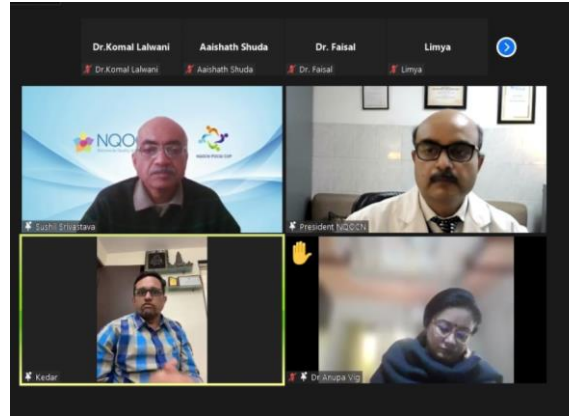 Dr.Komal Lalwani
Aaishath Shuda
Dr. Faisal
Limya
Dr.Komal Lalwani
Aaishath Shuda
Dr. Faisal
Limya
NQO
Sushil Srivastava
President NQOCN
Kedar
Dr Anupa Vig